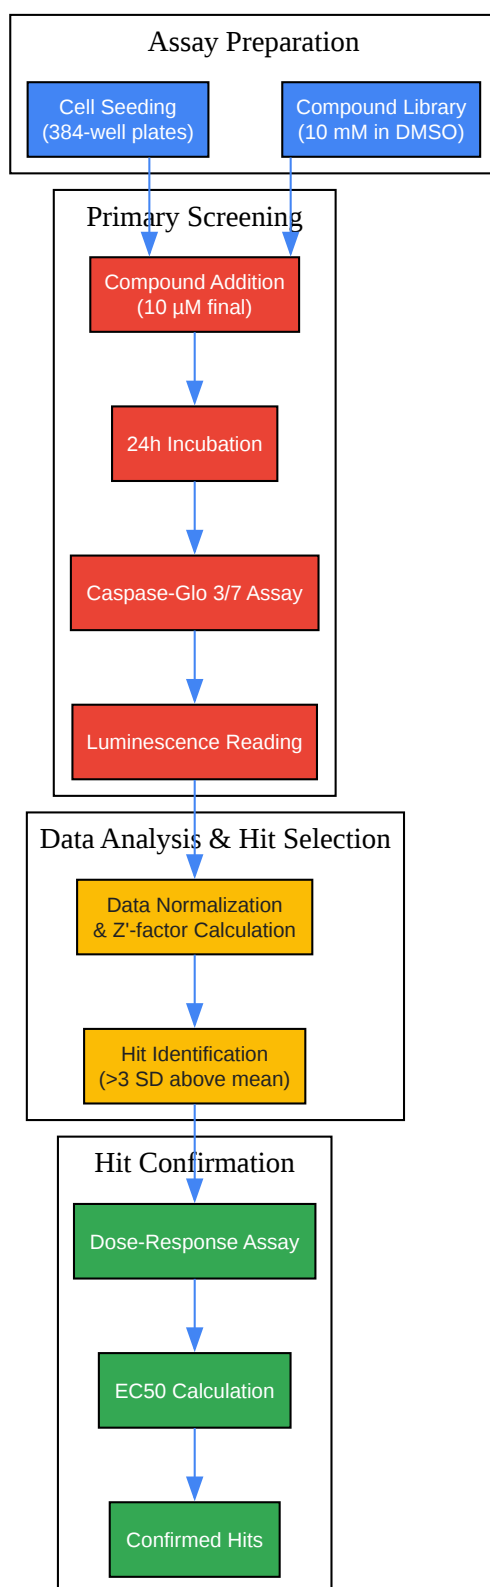 Assay Preparation
Cell Seeding
(384-well plates)
Compound Library
(10 mM in DMSO)
Primary Screening
Compound Addition
(10 µM final)
24h Incubation
Caspase-Glo 3/7 Assay
Luminescence Reading
Data Analysis & Hit Selection
Data Normalization
& Z'-factor Calculation
Hit Identification
(>3 SD above mean)
Hit Confirmation
Dose-Response Assay
EC50 Calculation
Confirmed Hits